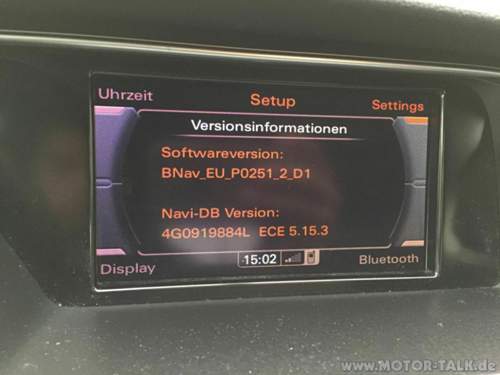 Uhrzeit
Setup
Settings
Versionsinformationen
Softwareversion:
BNav_EU_P0251_2_D1
Navi-DB Version:
4G0919884L ECE 5.15.3
Display
15:02
Bluetooth
www.MOTOR-TALK.de